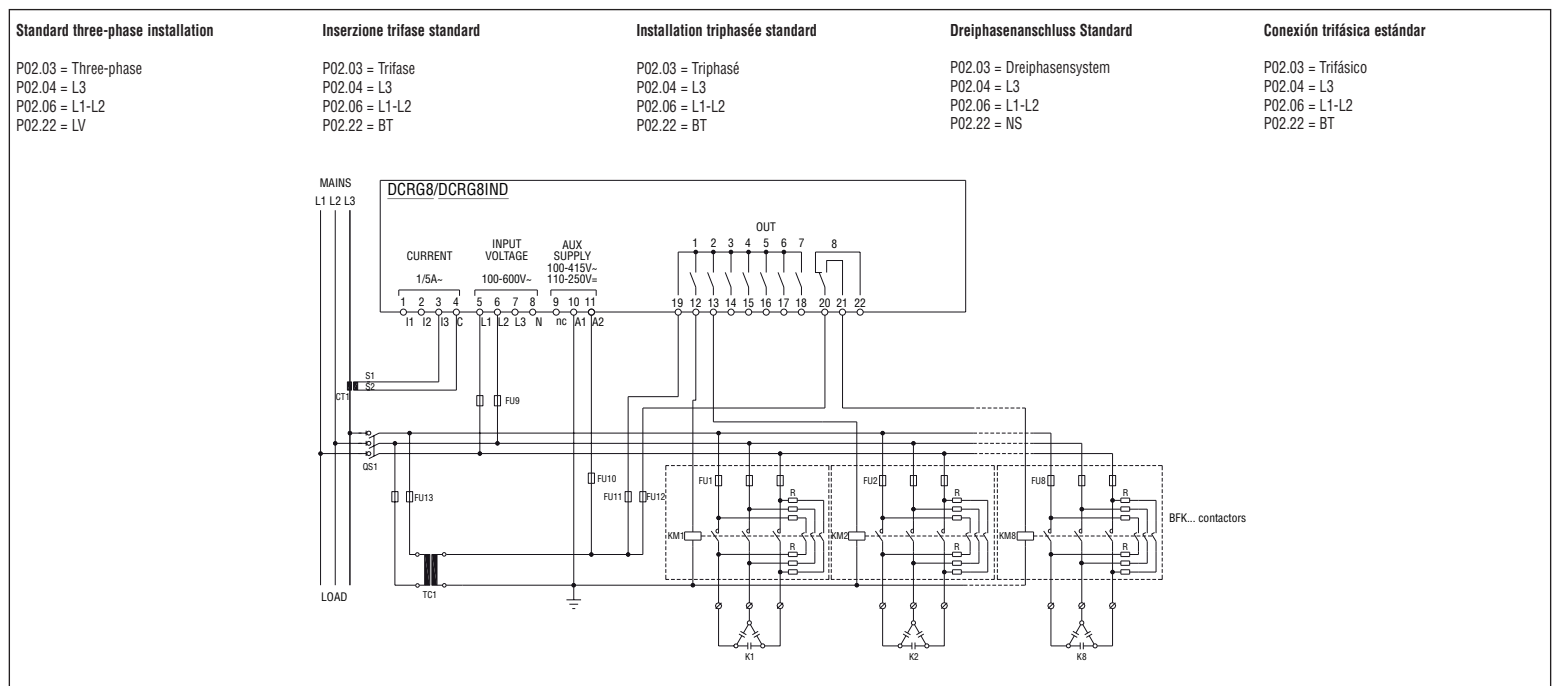 Standard three-phase installation
P02.03 = Three-phase
P02.04 = L3
P02.06 = L1-L2
P02.22 = LV
Inserzione trifase standard
P02.03 = Trifase
P02.04 = L3
P02.06 = L1-L2
P02.22 = BT
Installation triphasée standard
P02.03 = Triphasé
P02.04 = L3
P02.06 = L1-L2
P02.22 = BT
Dreiphasenanschluss Standard
P02.03 = Dreiphasensystem
P02.04 = L3
P02.06 = L1-L2
P02.22 = NS
Conexión trifásica estándar
P02.03 = Trifásico
P02.04 = L3
P02.06 = L1-L2
P02.22 = BT
MAINS
L1 L2 L3
DCRG8/DCRG8IND
CURRENT
1/5A~
INPUT
VOLTAGE
100-600V~
AUX
SUPPLY
100-415V~
110-250V=
OUT
1 2 3 4 5 6 7 8
1 2 3 4 5 6 7 8 9 10 11
19 12 13 14 15 16 17 18 20 21 22
I1 I2 I3 C L1 L2 L3 N nc A1 A2
S1
S2
CT1
FU9
QS1
FU13
FU10
FU11
FU12
TC1
LOAD
FU1
R
KM1
R
K1
FU2
R
KM2
R
K2
FU8
R
KM8
R
K8
BFK... contactors